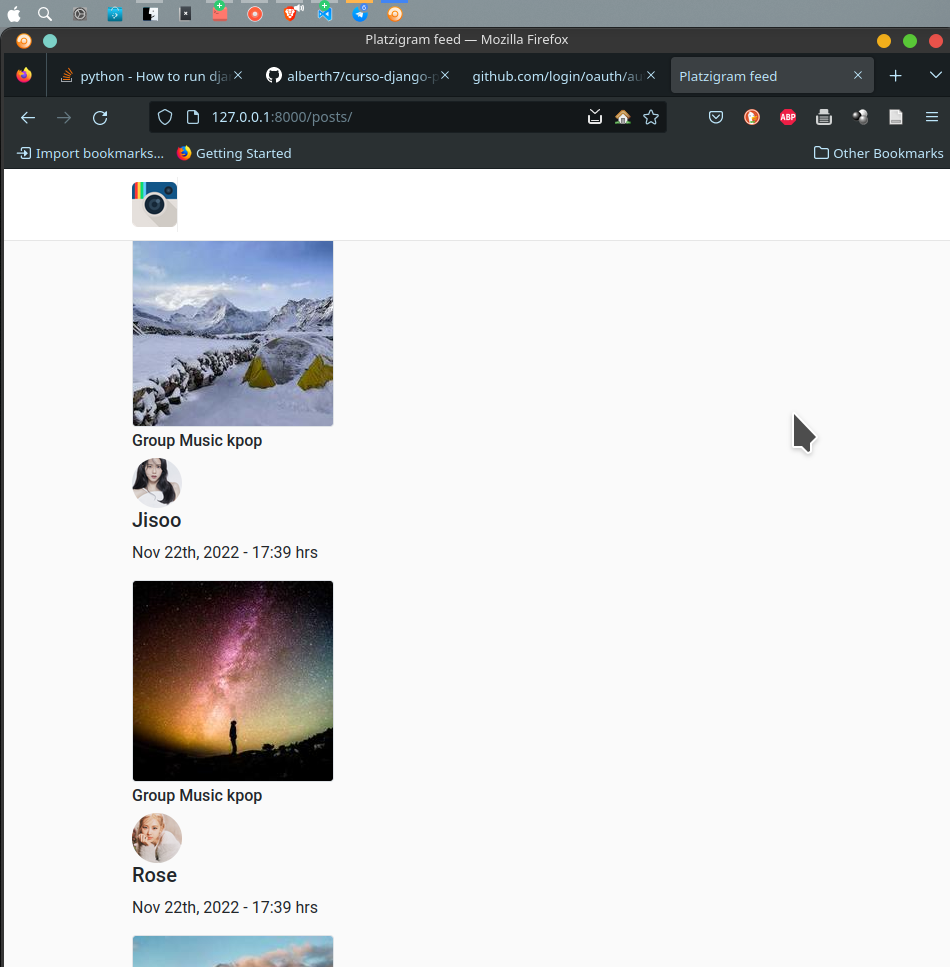 Platzigram feed — Mozilla Firefox
python - How to run dja
alberth7/curso-django-p
github.com/login/oauth/au
Platzigram feed
127.0.0.1:8000/posts/
ABP
Import bookmarks...
Getting Started
Other Bookmarks
Group Music kpop
Jisoo
Nov 22th, 2022 - 17:39 hrs
Group Music kpop
Rose
Nov 22th, 2022 - 17:39 hrs